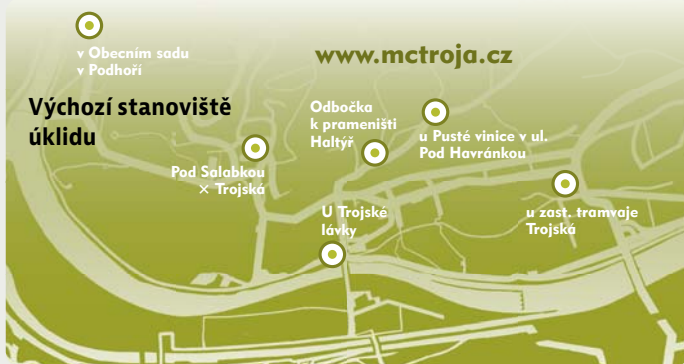 v Obecním sadu
v Podhoří
www.mctroja.cz
Výchozí stanoviště
úklidu
Odbočka
k prameništi
Haltýř
u Pusté vinice v ul.
Pod Havránkou
Pod Salabkou
× Trojská
U Trojské
lávky
u zast. tramvaje
Trojská